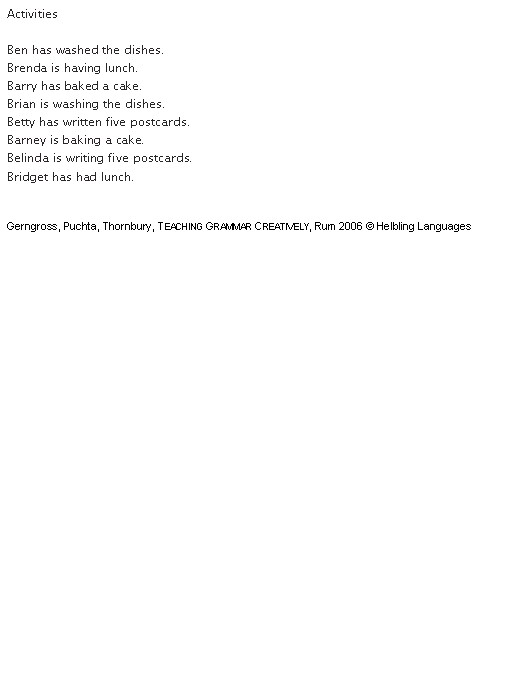 Activities
Ben has washed the dishes.
Brenda is having lunch.
Barry has baked a cake.
Brian is washing the dishes.
Betty has written five postcards.
Barney is baking a cake.
Belinda is writing five postcards.
Bridget has had lunch.
Gerngross, Puchta, Thornbury, TEACHING GRAMMAR CREATIVELY, Rum 2006 © Helbling Languages